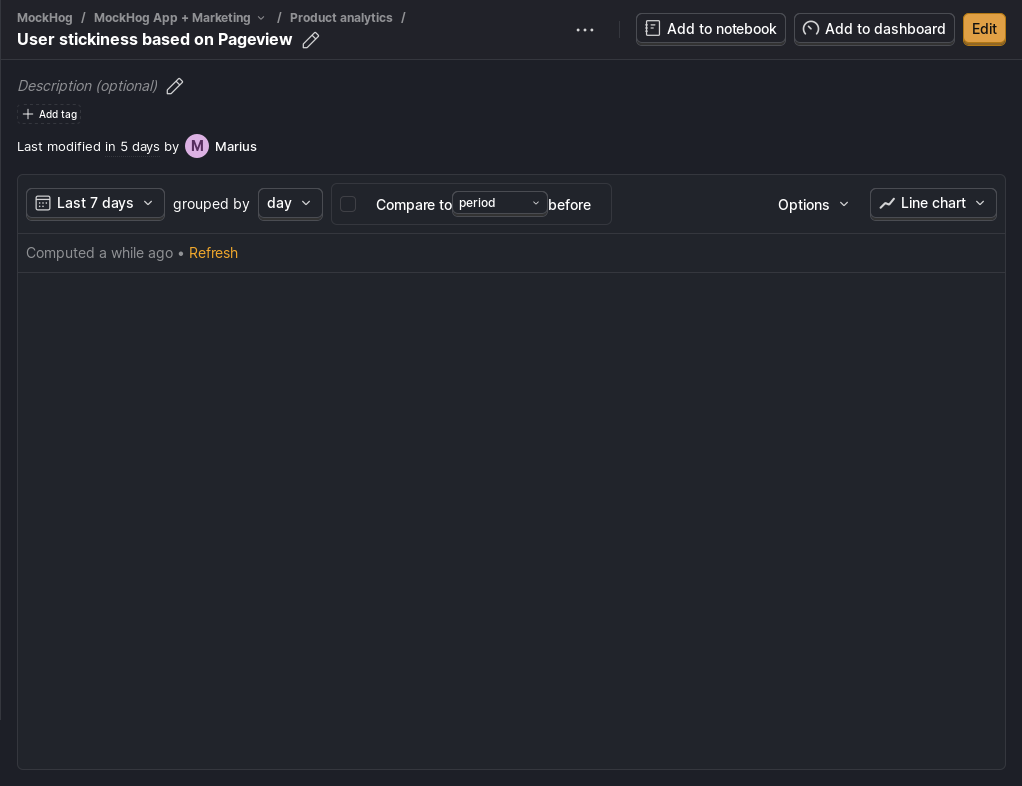 MockHog / MockHog App + Marketing / Product analytics /
User stickiness based on Pageview
Add to notebook
Add to dashboard
Edit
Description (optional)
Add tag
Last modified in 5 days by M Marius
Last 7 days grouped by day Compare to period before Options Line chart
Computed a while ago • Refresh